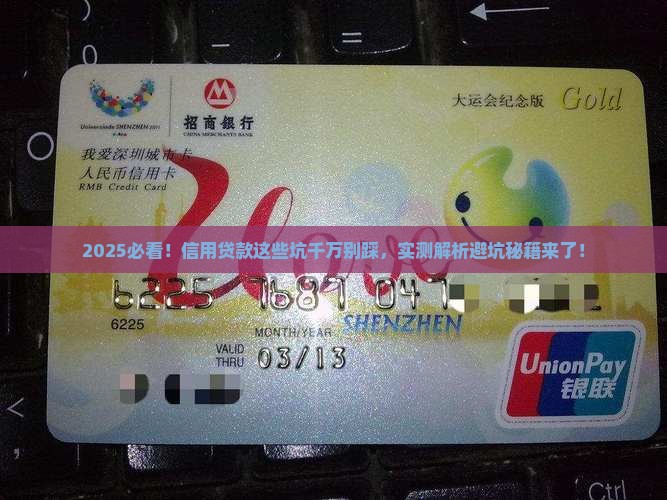 Universiade SHENZHEN 2011
招商银行
CHINA MERCHANTS BANK
大运会纪念版 Gold
我爱深圳城市卡
人民币信用卡
RMB Credit Card
2025必看！信用贷款这些坑千万别踩，实测解析避坑秘籍来了！
6225 7687 047
6225
MONTH/YEAR
SHENZHEN
VALID THRU 03/13
UnionPay
银联
Ctrl